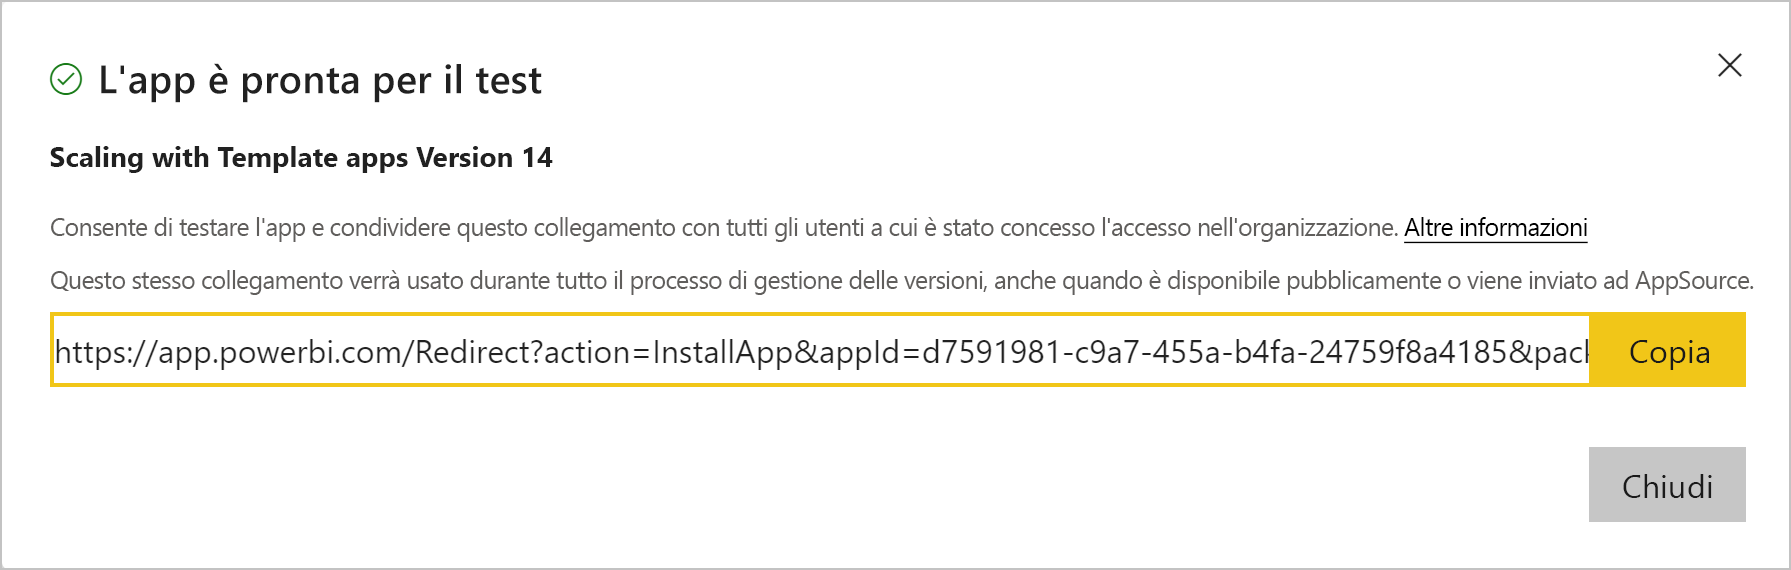 L'app è pronta per il test
Scaling with Template apps Version 14
Consente di testare l'app e condividere questo collegamento con tutti gli utenti a cui è stato concesso l'accesso nell'organizzazione. Altre informazioni
Questo stesso collegamento verrà usato durante tutto il processo di gestione delle versioni, anche quando è disponibile pubblicamente o viene inviato ad AppSource.
https://app.powerbi.com/Redirect?action=InstallApp&appId=d7591981-c9a7-455a-b4fa-24759f8a4185&pack Copia
Chiudi